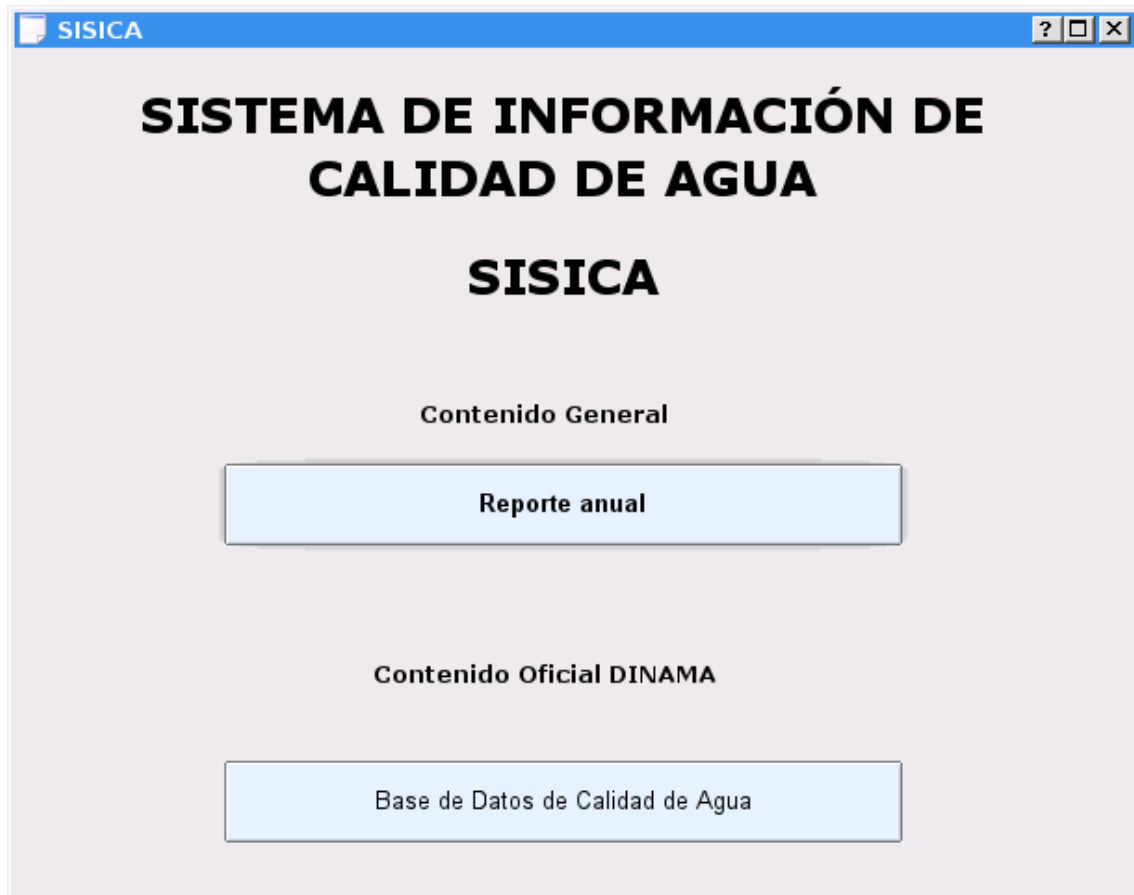 SISICA
SISTEMA DE INFORMACIÓN DE
CALIDAD DE AGUA
SISICA
Contenido General
Reporte anual
Contenido Oficial DINAMA
Base de Datos de Calidad de Agua